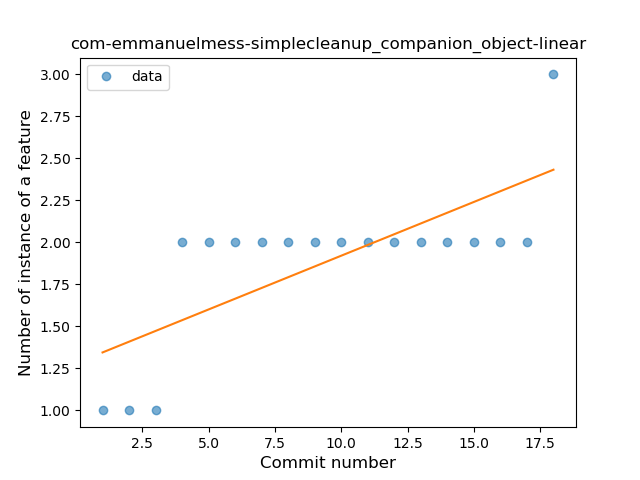 com-emmanuelmess-simplecleanup_companion_object-linear
data
Number of instance of a feature
3.00
2.75
2.50
2.25
2.00
1.75
1.50
1.25
1.00
2.5 5.0 7.5 10.0 12.5 15.0 17.5
Commit number